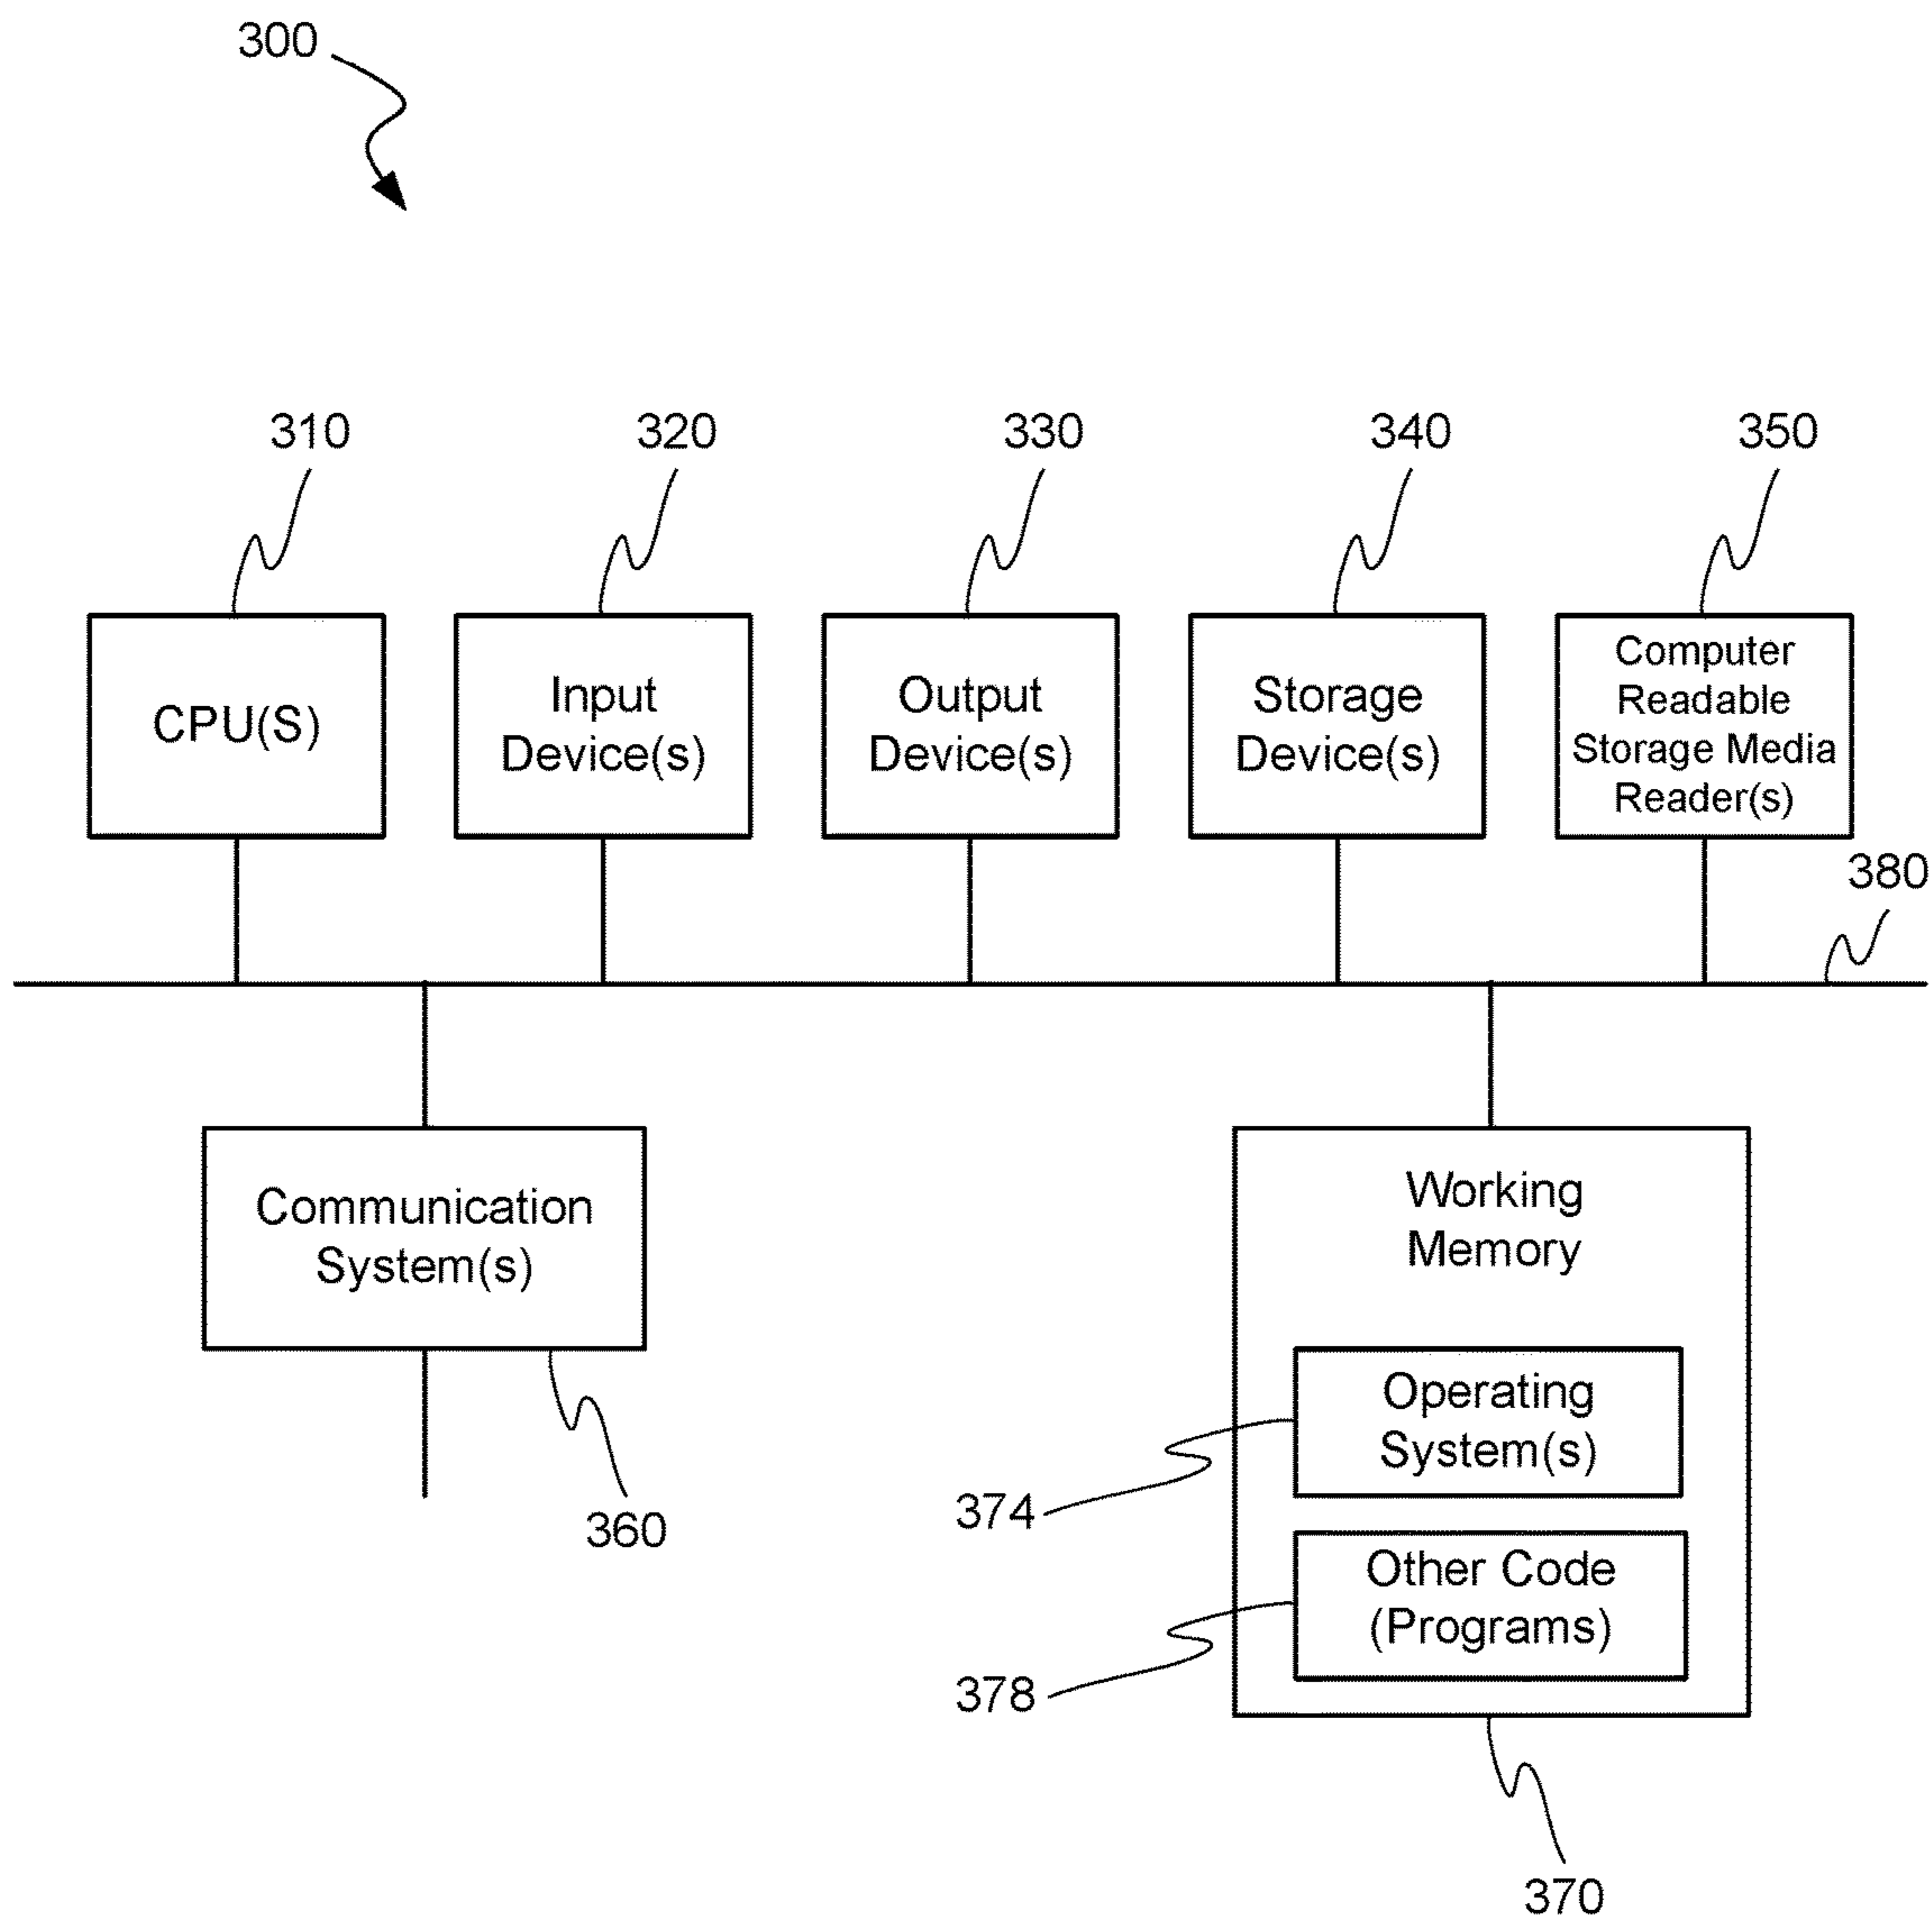 300
310
320
330
340
350
CPU(S)
Input
Device(s)
Output
Device(s)
Storage
Device(s)
Computer
Readable
Storage Media
Reader(s)
380
Communication
System(s)
360
Working
Memory
Operating
System(s)
374
Other Code
(Programs)
378
370